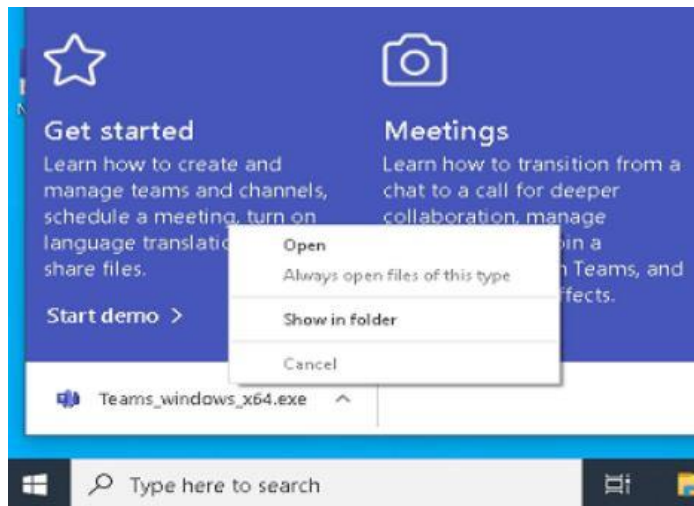 Get started
Learn how to create and
manage teams and channels,
schedule a meeting, turn on
language
share files.
Start demo >
Meetings
Learn how to transition from a
chat to a call for deeper
collaboration, manage
in a
Teams, and
Open
Always open files of this type
Show in folder
Cancel
Teams_windows_x64.exe
Type here to search